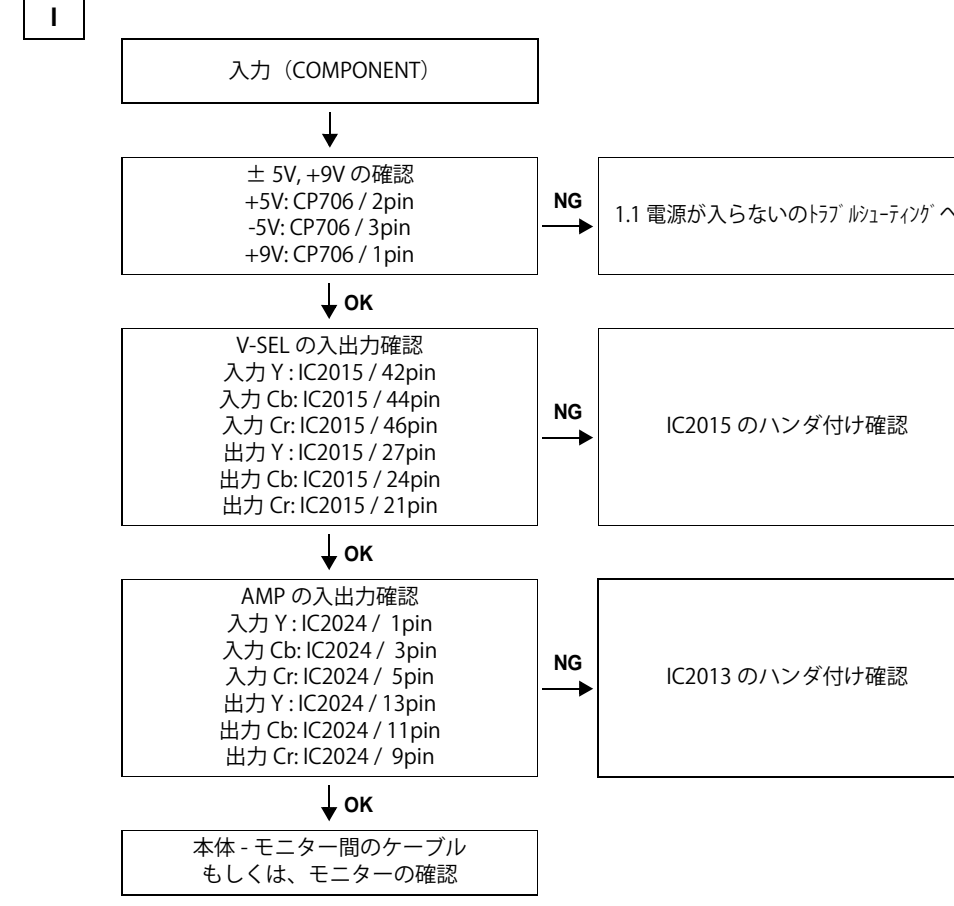 I
入力（COMPONENT）
± 5V, +9V の確認
+5V: CP706 / 2pin
-5V: CP706 / 3pin
+9V: CP706 / 1pin
NG
1.1 電源が入らないのﾄﾗﾌﾞﾙｼｭｰﾃｨﾝｸﾞへ
OK
V-SEL の入出力確認
入力 Y : IC2015 / 42pin
入力 Cb: IC2015 / 44pin
入力 Cr: IC2015 / 46pin
出力 Y : IC2015 / 27pin
出力 Cb: IC2015 / 24pin
出力 Cr: IC2015 / 21pin
NG
IC2015 のハンダ付け確認
OK
AMP の入出力確認
入力 Y : IC2024 /  1pin
入力 Cb: IC2024 /  3pin
入力 Cr: IC2024 /  5pin
出力 Y : IC2024 / 13pin
出力 Cb: IC2024 / 11pin
出力 Cr: IC2024 /  9pin
NG
IC2013 のハンダ付け確認
OK
本体 - モニター間のケーブル
もしくは、モニターの確認